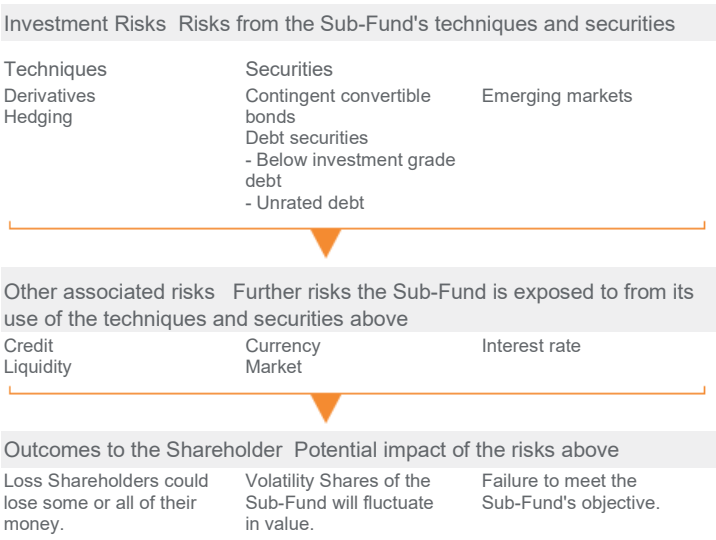 Investment Risks Risks from the Sub-Fund's techniques and securities
Techniques
Derivatives
Hedging
Securities
Contingent convertible
bonds
Debt securities
- Below investment grade
debt
- Unrated debt
Emerging markets
Other associated risks Further risks the Sub-Fund is exposed to from its
use of the techniques and securities above
Credit
Liquidity
Currency
Market
Interest rate
Outcomes to the Shareholder Potential impact of the risks above
Loss Shareholders could
lose some or all of their
money.
Volatility Shares of the
Sub-Fund will fluctuate
in value.
Failure to meet the
Sub-Fund's objective.